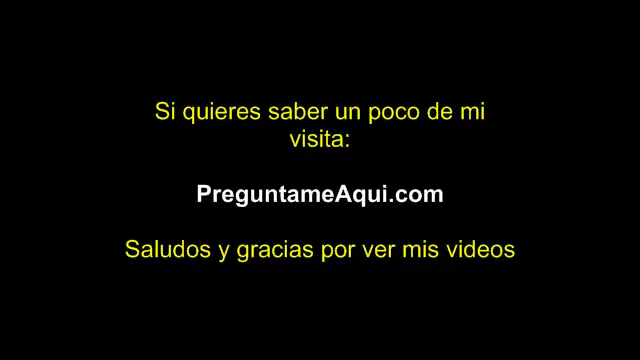 Si quieres saber un poco de mi
visita:
PreguntameAqui.com
Saludos y gracias por ver mis videos